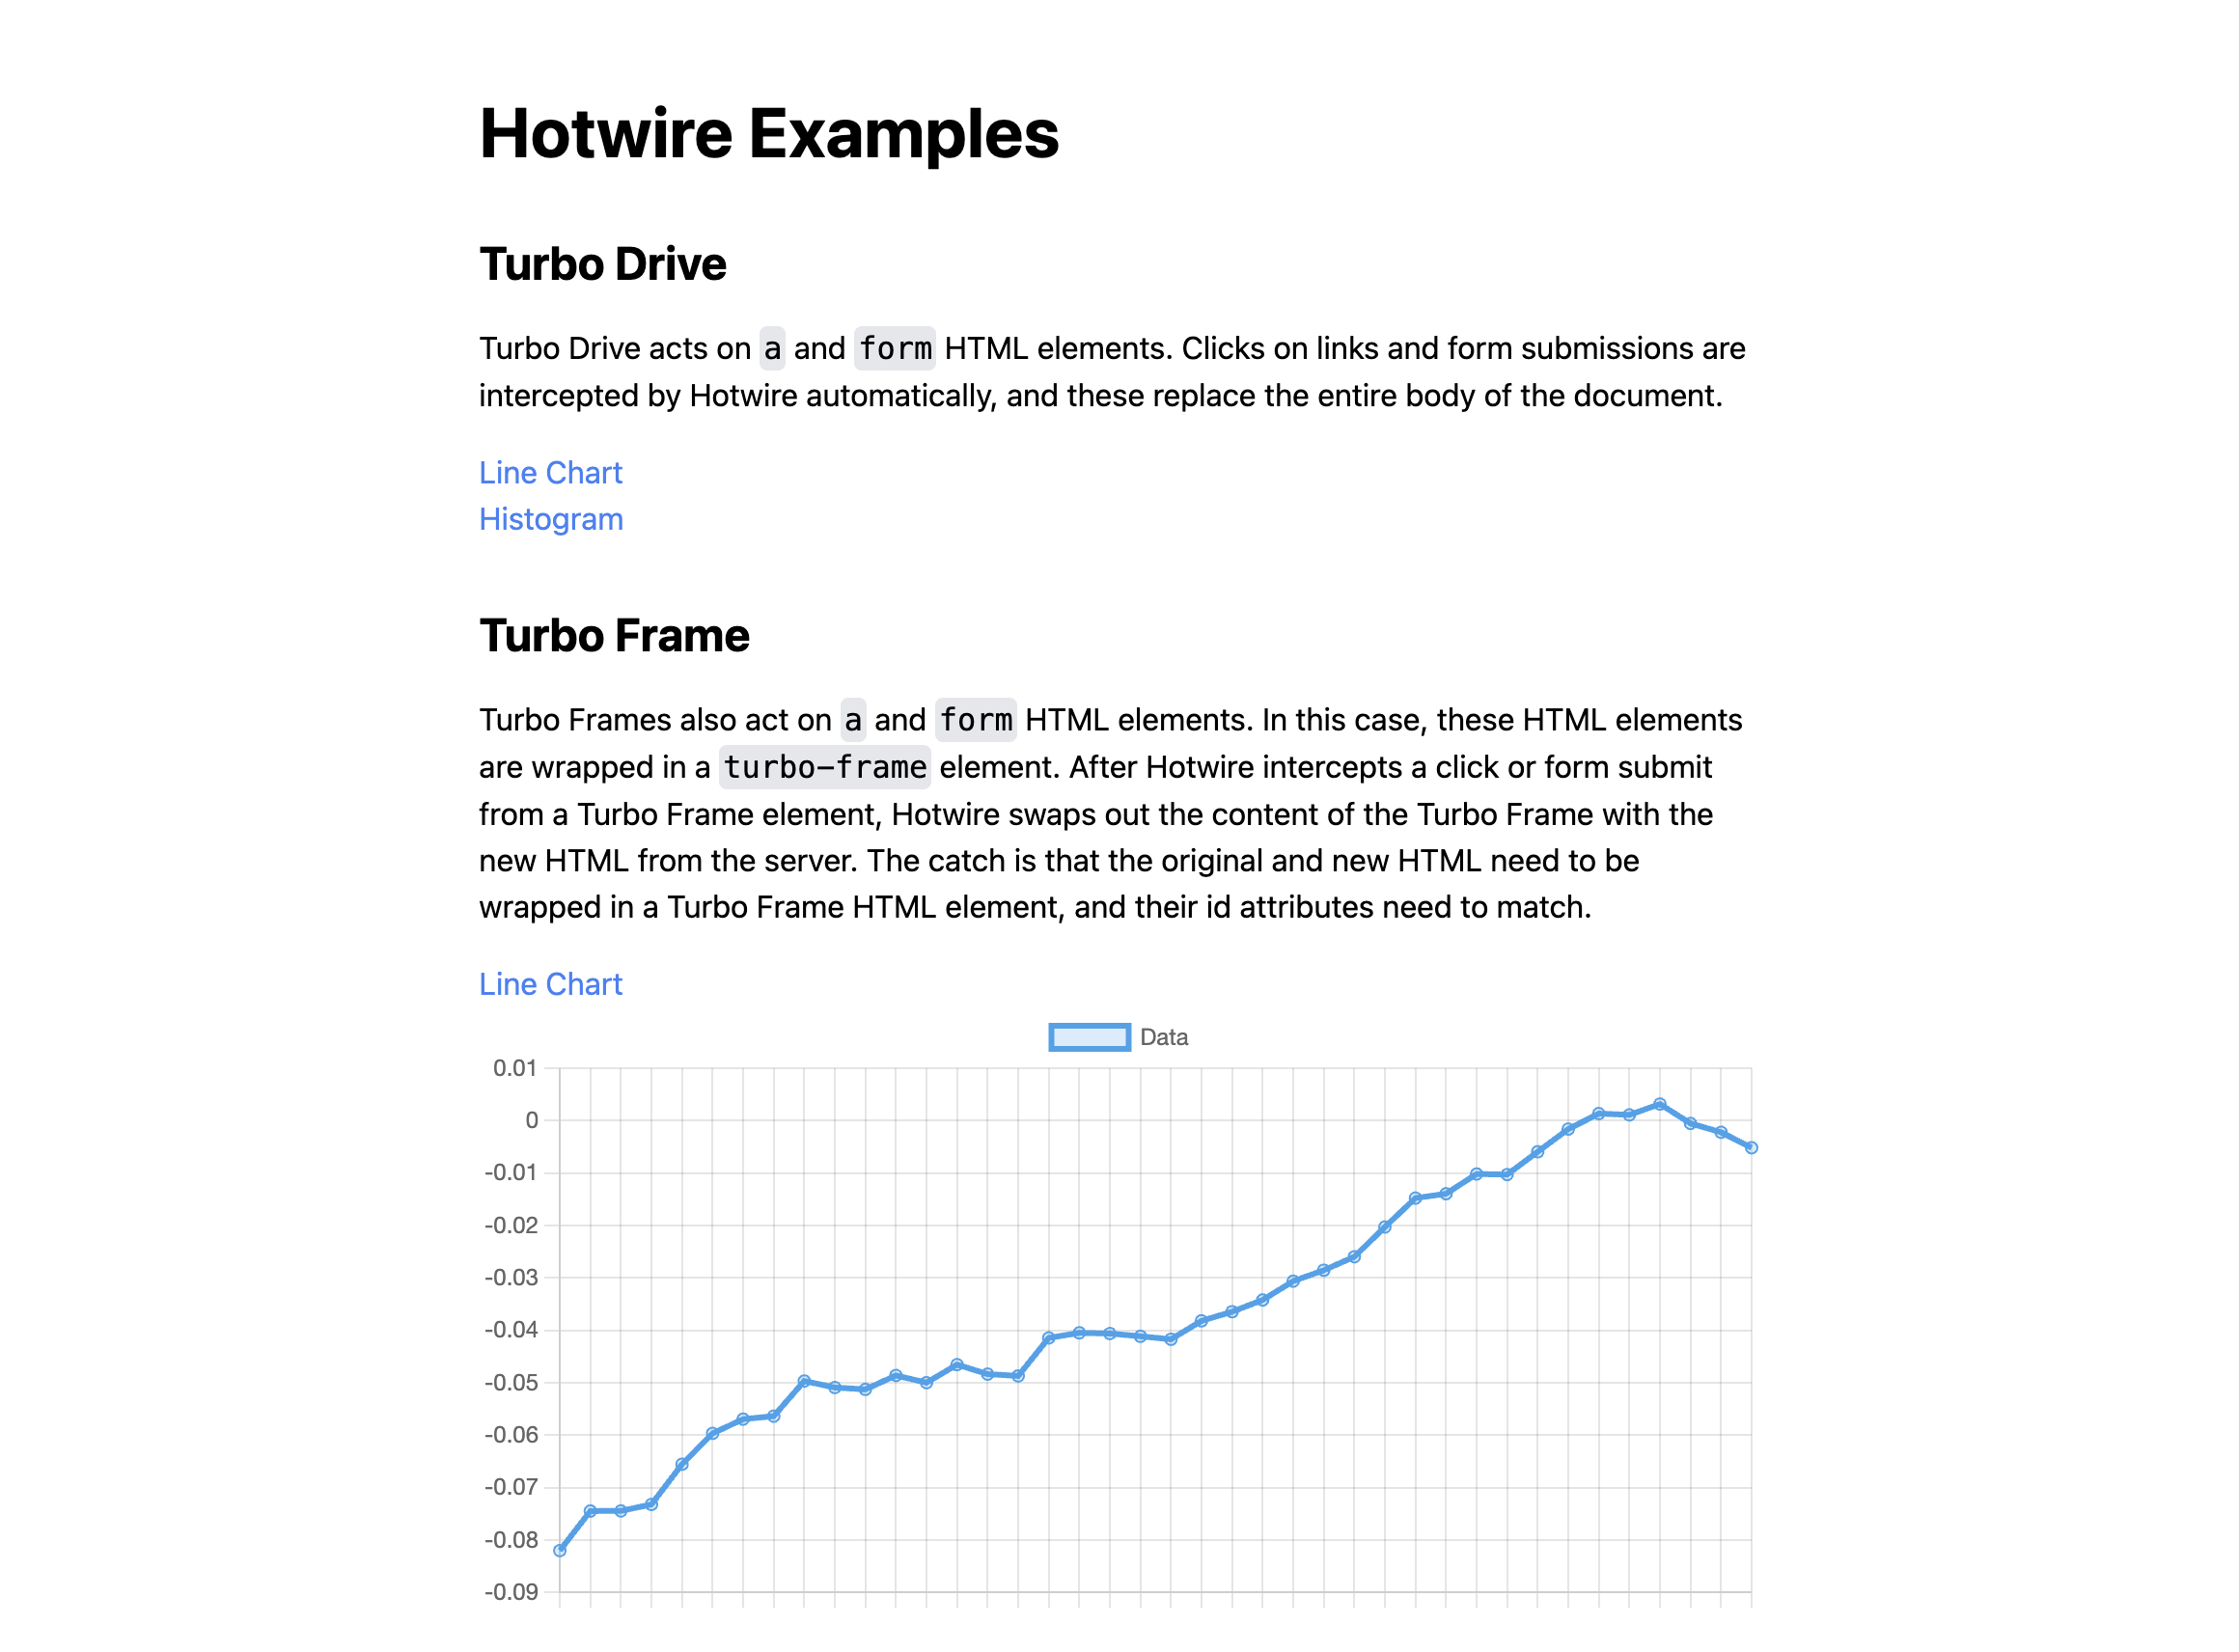 Hotwire Examples
Turbo Drive
Turbo Drive acts on a and form HTML elements. Clicks on links and form submissions are
intercepted by Hotwire automatically, and these replace the entire body of the document.
Line Chart
Histogram
Turbo Frame
Turbo Frames also act on a and form HTML elements. In this case, these HTML elements
are wrapped in a turbo-frame element. After Hotwire intercepts a click or form submit
from a Turbo Frame element, Hotwire swaps out the content of the Turbo Frame with the
new HTML from the server. The catch is that the original and new HTML need to be
wrapped in a Turbo Frame HTML element, and their id attributes need to match.
Line Chart
Data
0.01
0
-0.01
-0.02
-0.03
-0.04
-0.05
-0.06
-0.07
-0.08
-0.09